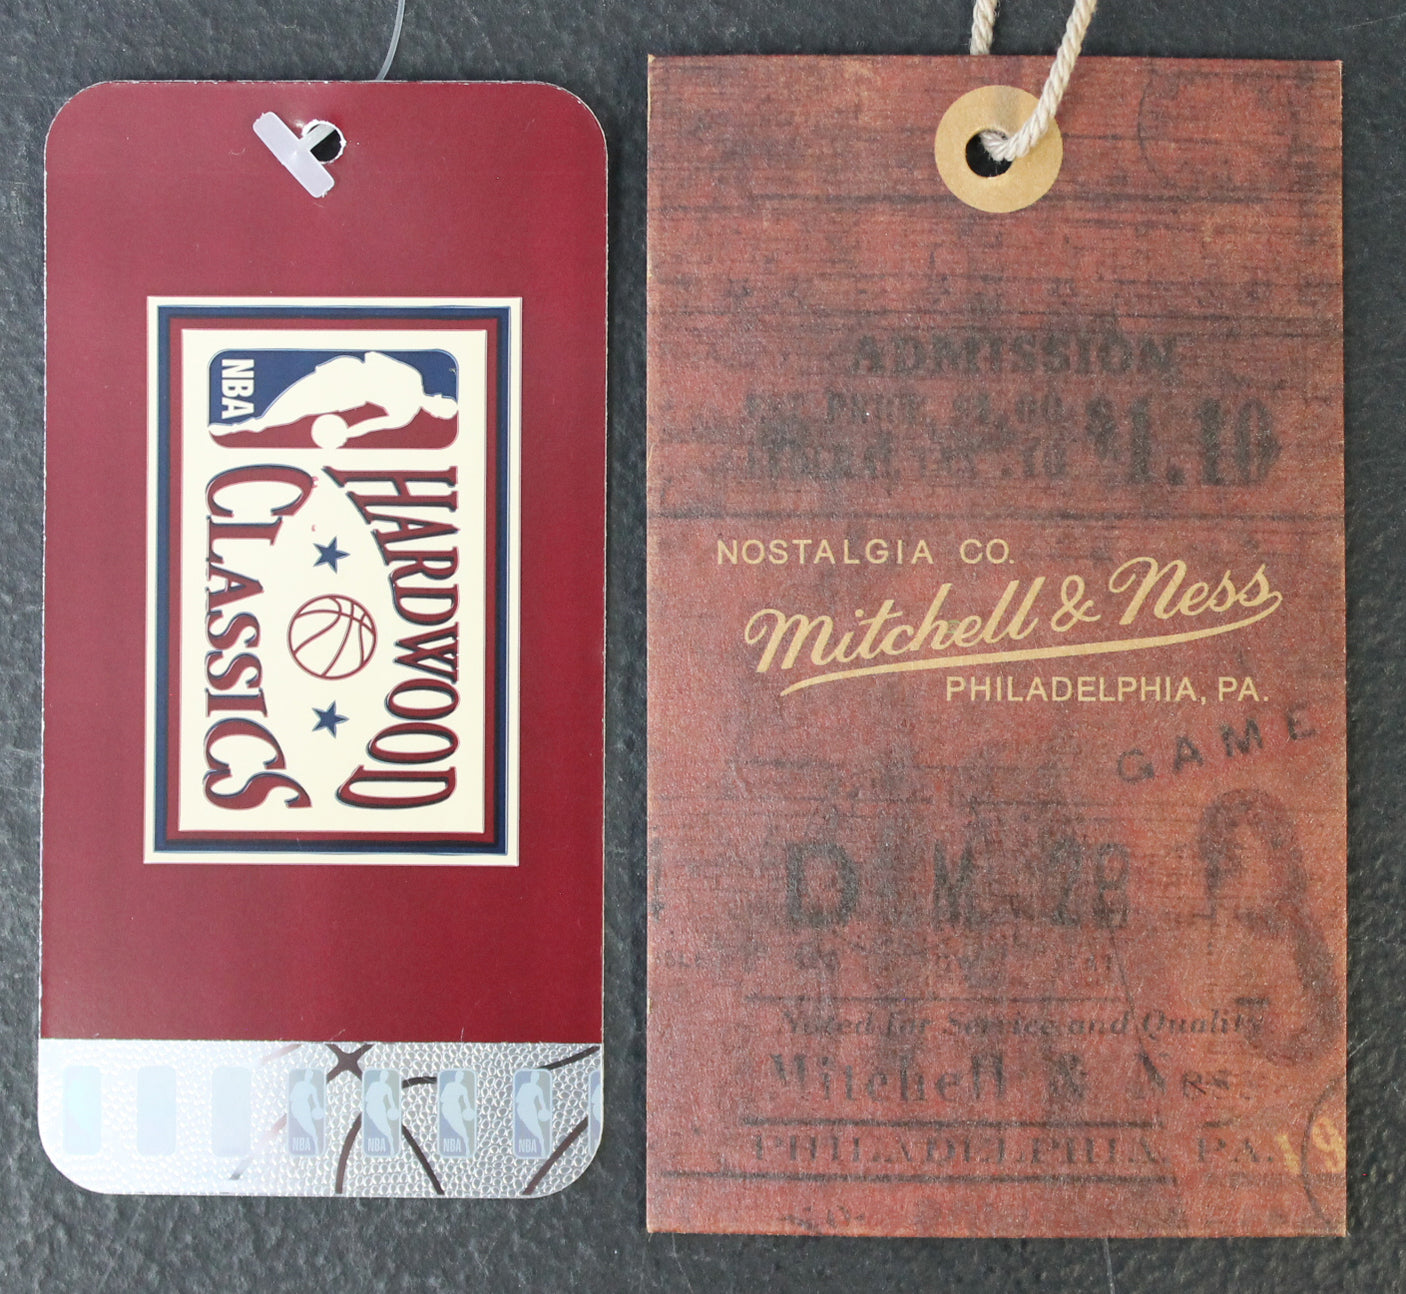 NBA
HARDWOOD
CLASSICS
NBA
NBA
NBA
NBA
ADMISSION
$1.10
NOSTALGIA CO.
Mitchell & Ness
PHILADELPHIA, PA.
GAME
Noted for Service and Quality
Mitchell & Ness
PHILADELPHIA, PA.
19